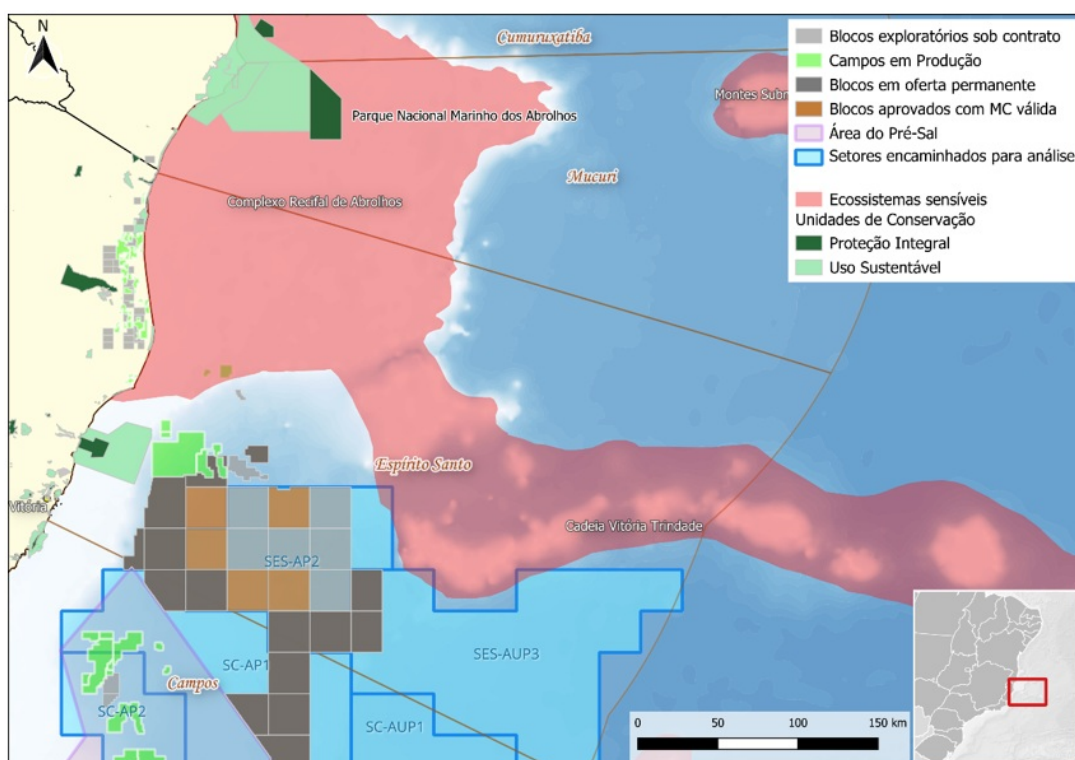 N
Cumuruxatiba
Montes Subm
Parque Nacional Marinho dos Abrolhos
Mucuri
Complexo Recifal de Abrolhos
Espírito Santo
Vitória
Cadeia Vitória Trindade
SES-AP2
SC-AP1
SES-AUP3
Campos
SC-AP2
SC-AUP1
Blocos exploratórios sob contrato
Campos em Produção
Blocos em oferta permanente
Blocos aprovados com MC válida
Área do Pré-Sal
Setores encaminhados para análise
Ecossistemas sensíveis
Unidades de Conservação
Proteção Integral
Uso Sustentável
0 50 100 150 km